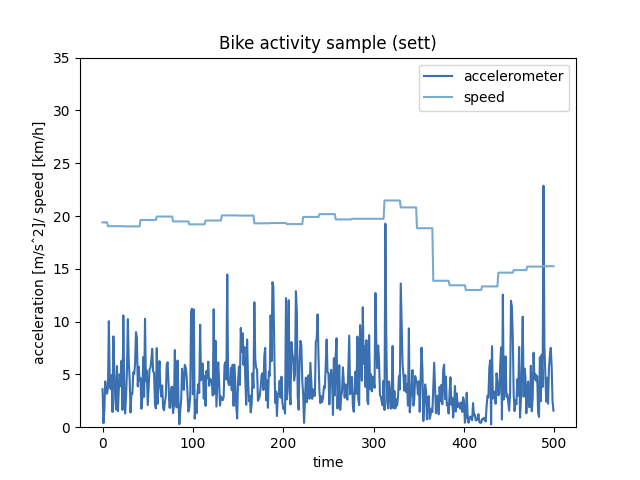 Bike activity sample (sett)
accelerometer
speed
acceleration [m/s^2]/ speed [km/h]
35
30
25
20
15
10
5
0
0 100 200 300 400 500
time